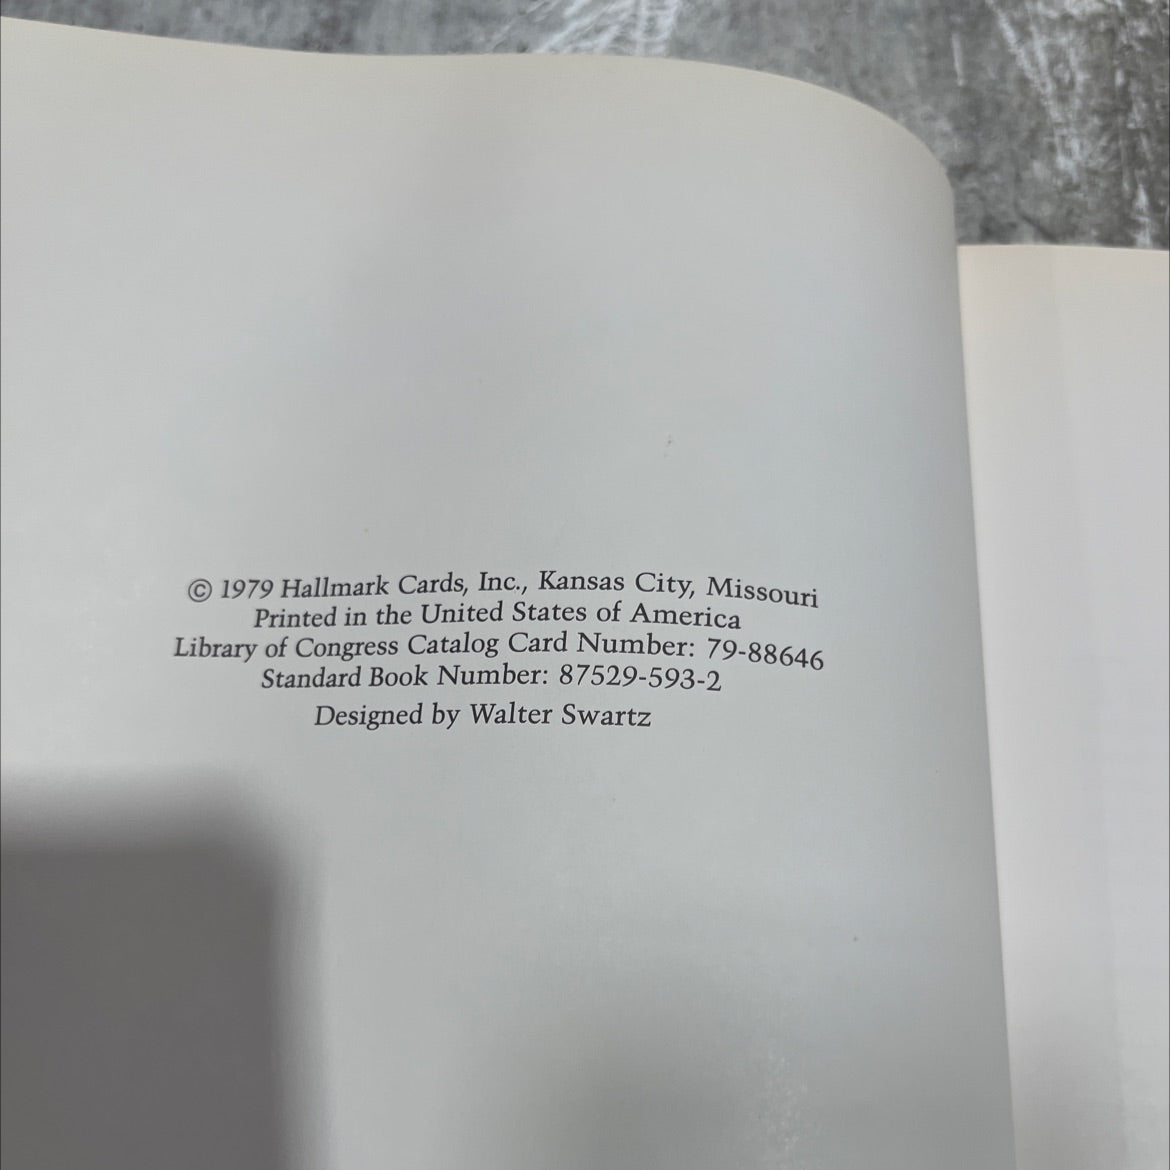 © 1979 Hallmark Cards, Inc., Kansas City, Missouri
Printed in the United States of America
Library of Congress Catalog Card Number: 79-88646
Standard Book Number: 87529-593-2
Designed by Walter Swartz